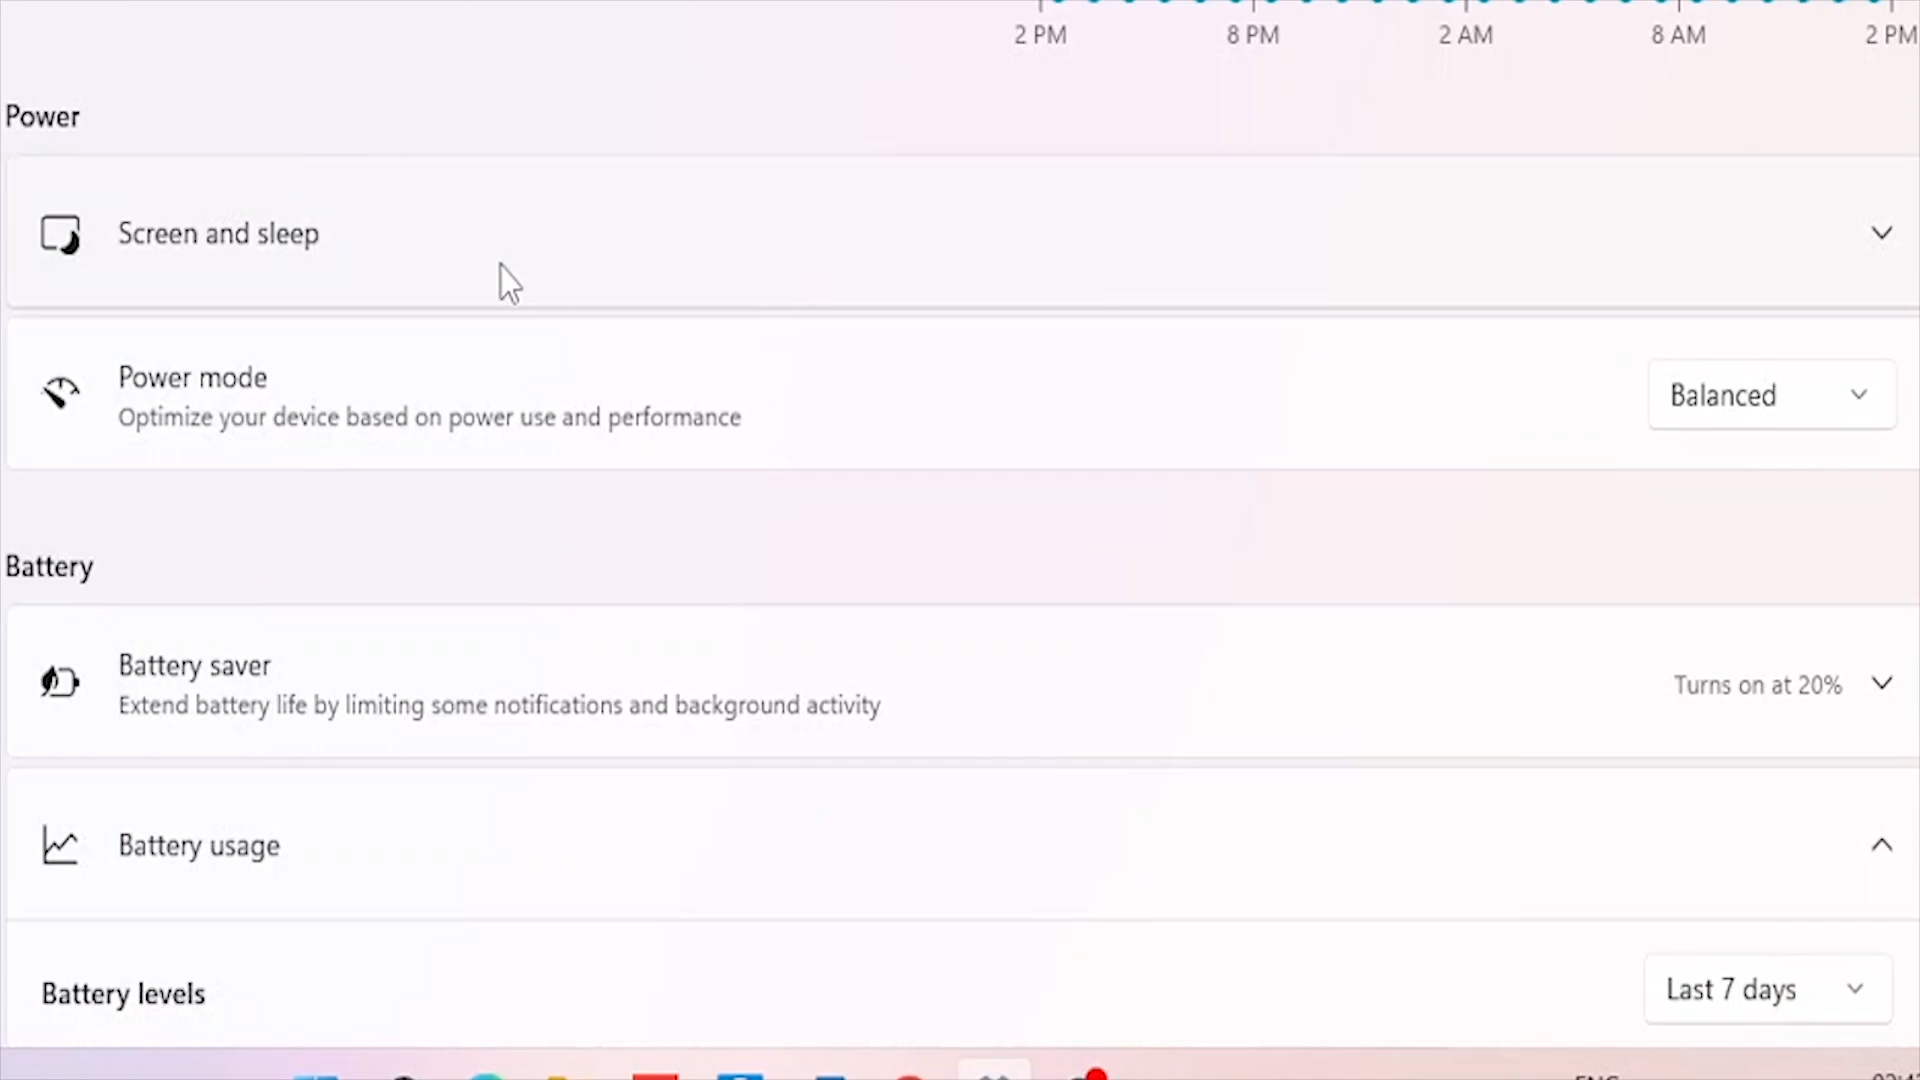 2 PM 8 PM 2 AM 8 AM 2 PM
Power
Screen and sleep
Power mode
Optimize your device based on power use and performance
Balanced
Battery
Battery saver
Extend battery life by limiting some notifications and background activity
Turns on at 20%
Battery usage
Battery levels
Last 7 days